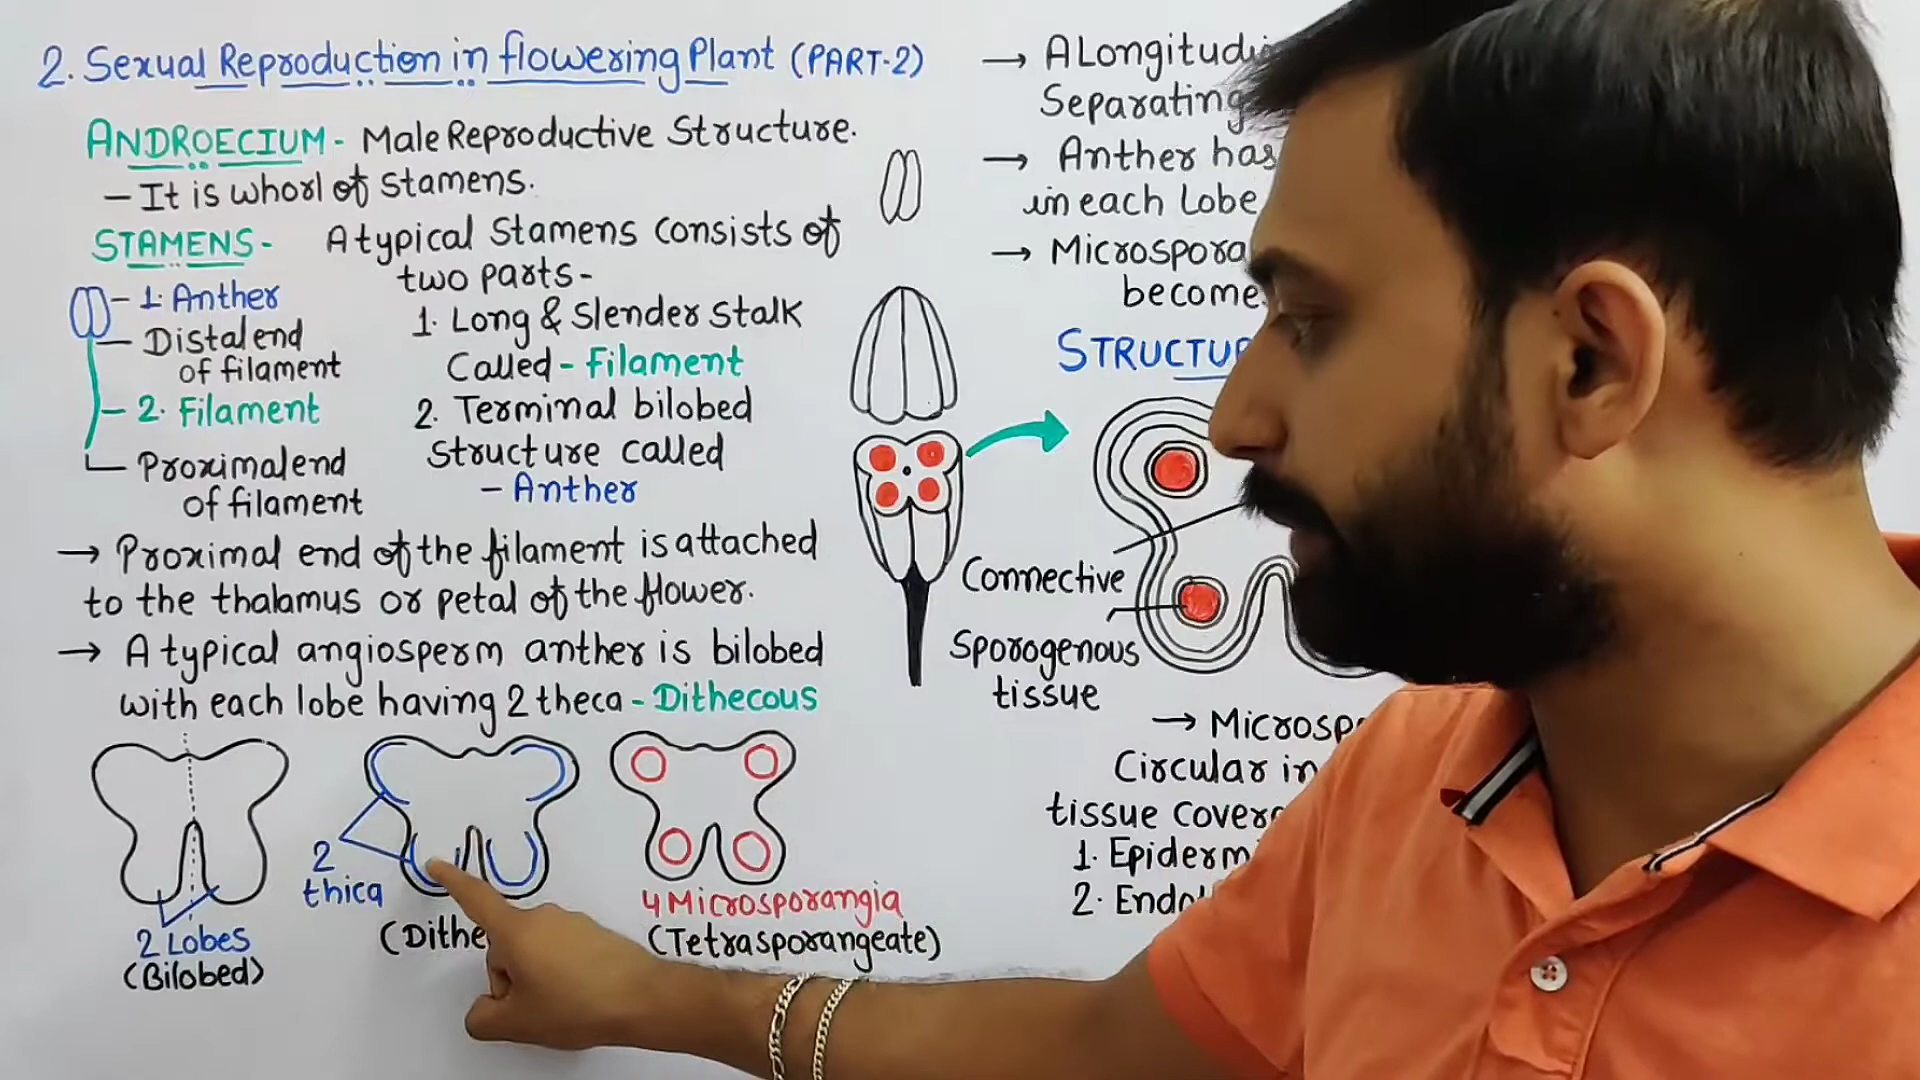 2. Sexual Reproduction in flowering Plant (PART-2)
ANDROECIUM - Male Reproductive Structure.
- It is whorl of Stamens.
STAMENS - A typical Stamens Consists of
two parts -
1. Anther
Distal end
of filament
2. Filament
Proximal end
of filament
1. Long & Slender Stalk
Called - Filament
2. Terminal bilobed
Structure called
- Anther
→ Proximal end of the filament is attached
to the thalamus or petal of the flower.
→ A typical angiosperm anther is bilobed
with each lobe having 2 theca - Dithecous
2 Lobes
(Bilobed)
2
thica
(Dithe
4 Microsporangia
(Tetrasporangeate)
→ A Longitudi
Separating
→ Anther has
in each Lobe
→ Microspora
become
STRUCTUR
Connective
Sporogenous
tissue
→ Microsp
Circular in
tissue cover
1. Epiderm
2. Endo